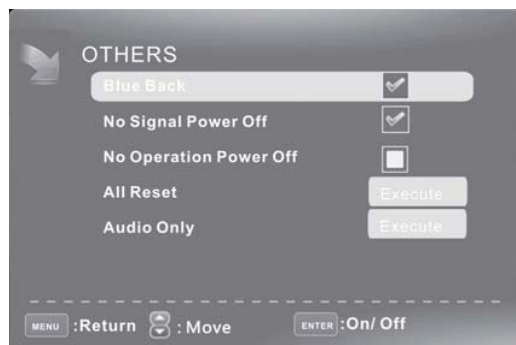 OTHERS
Blue Back
No Signal Power Off
No Operation Power Off
All Reset Execute
Audio Only Execute
MENU :Return : Move ENTER :On/ Off